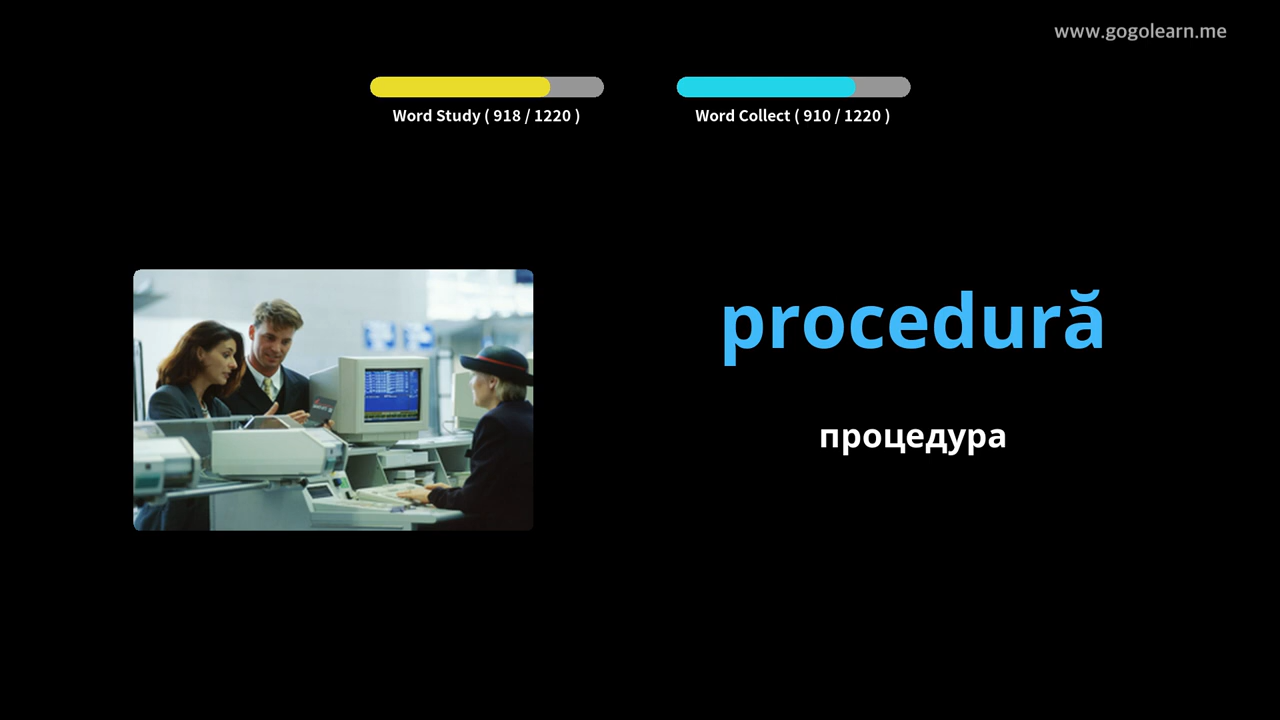 www.gogolearn.me
Word Study ( 918 / 1220 )
Word Collect ( 910 / 1220 )
procedură
процедура